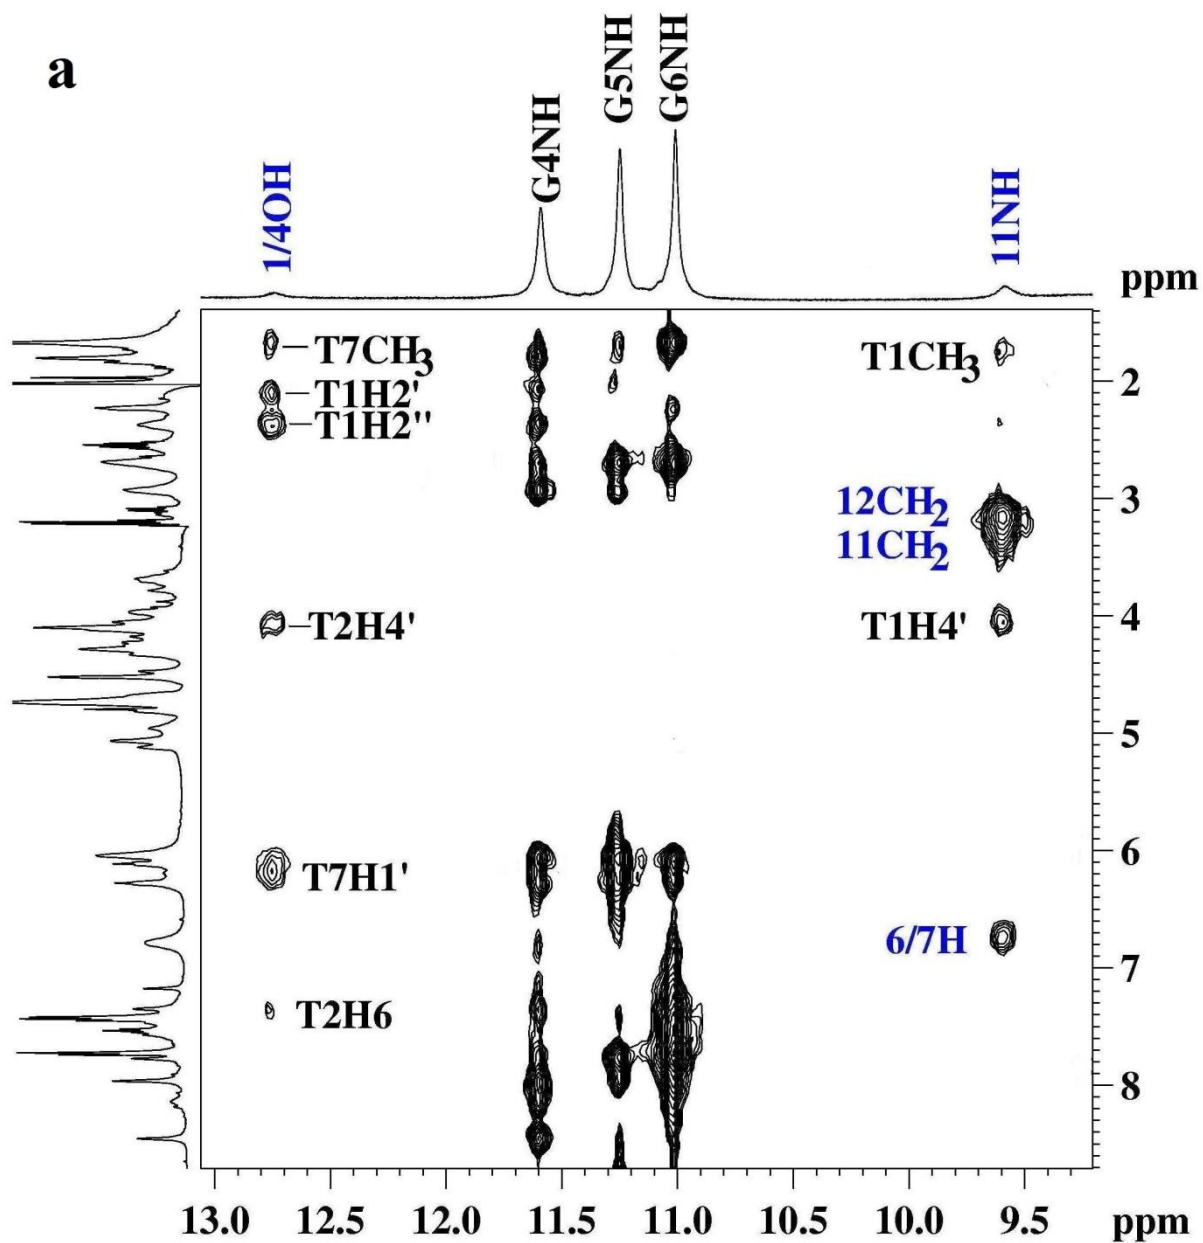 a
1/4OH
G4NH
G5NH
G6NH
11NH
ppm
T7CH3
T1H2'
T1H2''
T2H4'
T7H1'
T2H6
T1CH3
12CH2
11CH2
T1H4'
6/7H
2
3
4
5
6
7
8
13.0 12.5 12.0 11.5 11.0 10.5 10.0 9.5 ppm